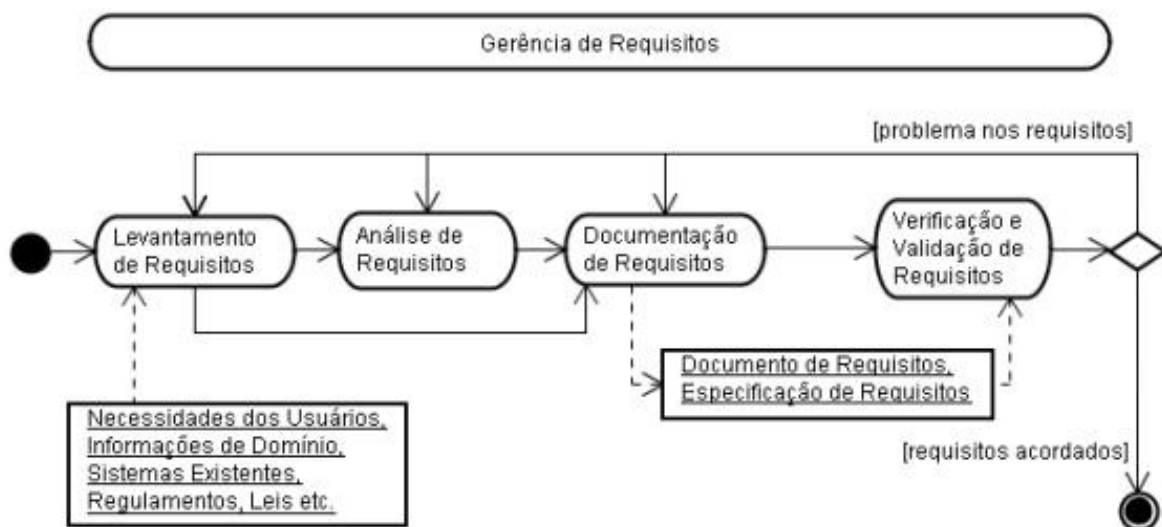 Gerência de Requisitos
[problema nos requisitos]
Levantamento
de Requisitos
Análise de
Requisitos
Documentação
de Requisitos
Verificação e
Validação de
Requisitos
Documento de Requisitos,
Especificação de Requisitos
Necessidades dos Usuários,
Informações de Domínio,
Sistemas Existentes,
Regulamentos, Leis etc.
[requisitos acordados]